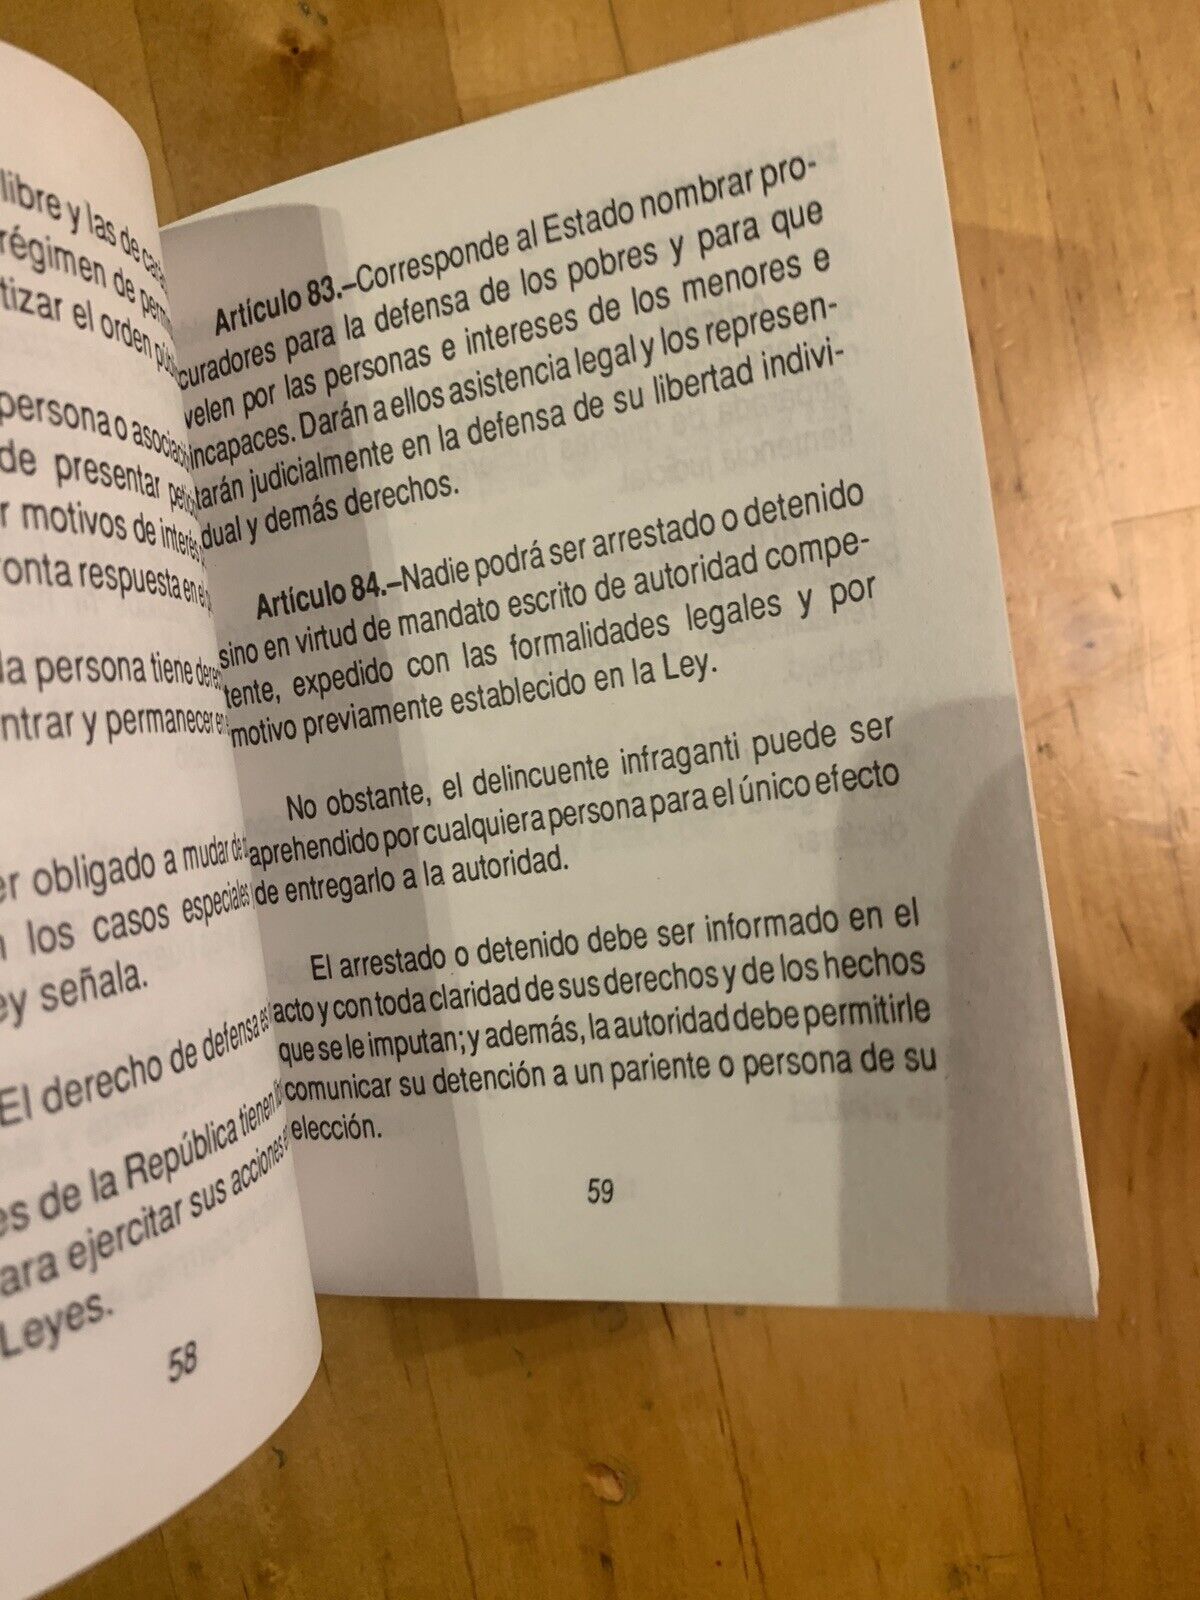 libre y las de
régimen de
tizar el orden
persona o
de presentar
r motivos de interés
onta respuesta en el
da persona tiene
ntrar y permanecer en
er obligado a mudar de
n los casos especiales
ey señala.
El derecho de defensa es
es de la República tienen
ara ejercitar sus acciones
Leyes.
58
Artículo 83.–Corresponde al Estado nombrar pro-
curadores para la defensa de los pobres y para que
velen por las personas e intereses de los menores e
incapaces. Darán a ellos asistencia legal y los represen-
tarán judicialmente en la defensa de su libertad indivi-
dual y demás derechos.
Artículo 84.–Nadie podrá ser arrestado o detenido
sino en virtud de mandato escrito de autoridad compe-
tente, expedido con las formalidades legales y por
motivo previamente establecido en la Ley.
No obstante, el delincuente infraganti puede ser
aprehendido por cualquiera persona para el único efecto
de entregarlo a la autoridad.
El arrestado o detenido debe ser informado en el
acto y con toda claridad de sus derechos y de los hechos
que se le imputan; y además, la autoridad debe permitirle
comunicar su detención a un pariente o persona de su
elección.
59